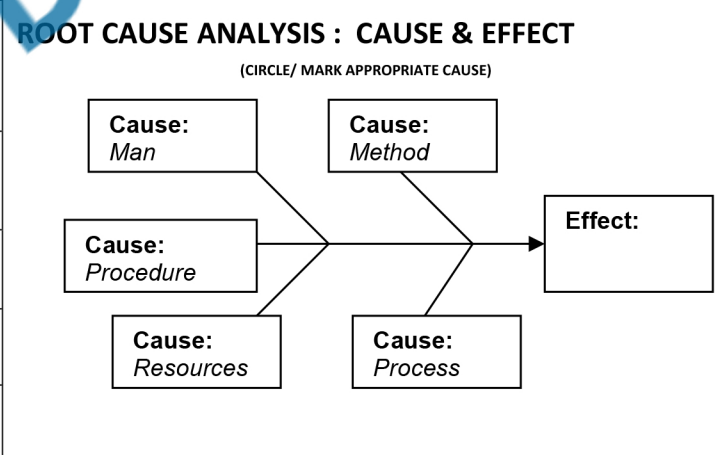 ROOT CAUSE ANALYSIS : CAUSE & EFFECT
(CIRCLE/ MARK APPROPRIATE CAUSE)
Cause:
Man
Cause:
Method
Effect:
Cause:
Procedure
Cause:
Resources
Cause:
Process